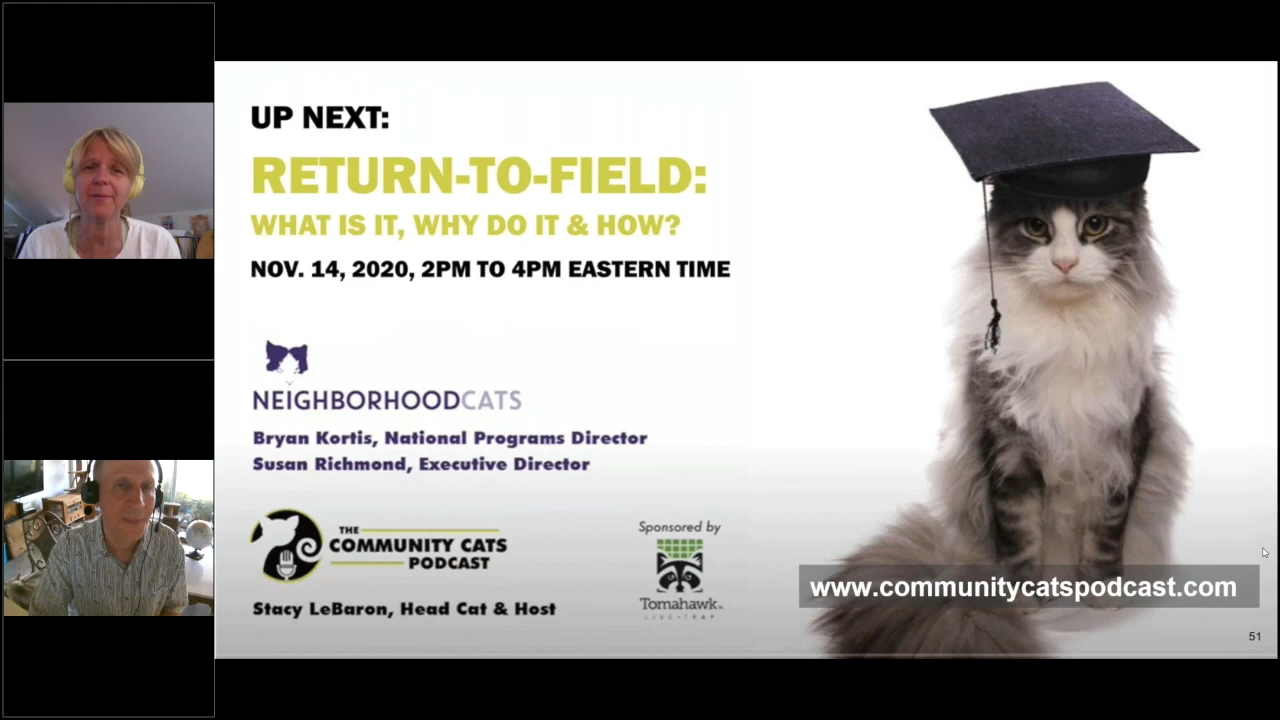 UP NEXT:
RETURN-TO-FIELD:
WHAT IS IT, WHY DO IT & HOW?
NOV. 14, 2020, 2PM TO 4PM EASTERN TIME
NEIGHBORHOODCATS
Bryan Kortis, National Programs Director
Susan Richmond, Executive Director
THE
COMMUNITY CATS
PODCAST
Stacy LeBaron, Head Cat & Host
Sponsored by
Tomahawk
LIVE TRAP
www.communitycatspodcast.com
51